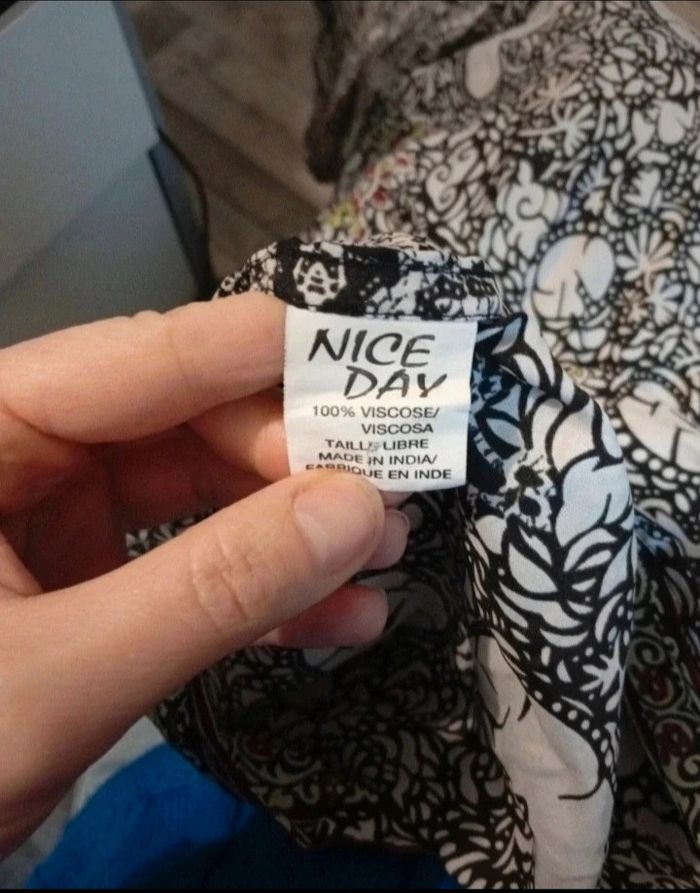 NICE
DAY
100% VISCOSE/
VISCOSA
TAILLE LIBRE
MADE IN INDIA/
FABRIQUE EN INDE